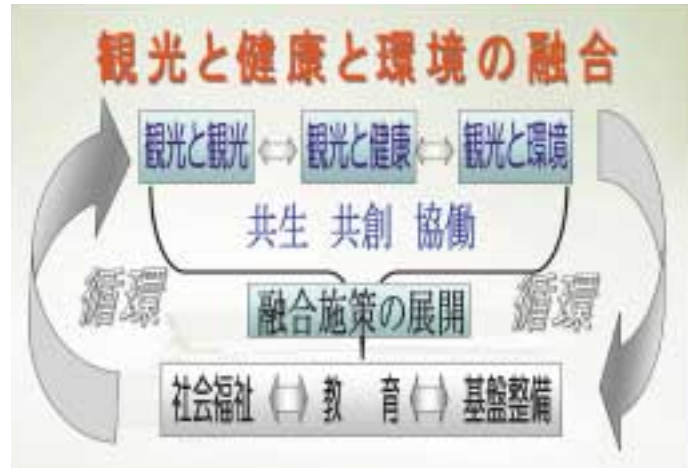 観光と健康と環境の融合
観光と観光 観光と健康 観光と環境
共生 共創 協働
循環 融合施策の展開 循環
社会福祉 教 育 基盤整備